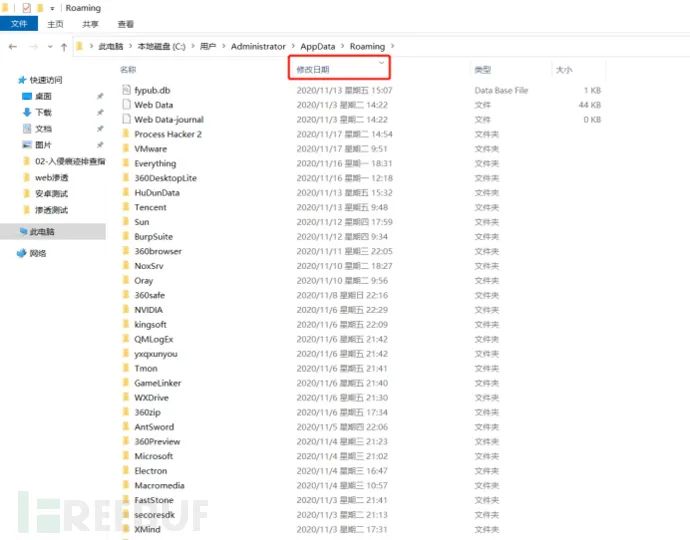 Roaming
文件 主页 共享 查看
此电脑 > 本地磁盘 (C:) > 用户 > Administrator > AppData > Roaming >
名称 修改日期 类型 大小
快速访问
桌面
下载
文档
图片
02-入侵痕迹排查指
web渗透
安卓测试
渗透测试
此电脑
网络
fypub.db 2020/11/13 星期五 15:07 Data Base File 1 KB
Web Data 2020/11/3 星期二 14:22 文件 44 KB
Web Data-journal 2020/11/3 星期二 14:22 文件 0 KB
Process Hacker 2 2020/11/17 星期二 14:54 文件夹
VMware 2020/11/17 星期二 9:51 文件夹
Everything 2020/11/16 星期一 18:31 文件夹
360DesktopLite 2020/11/16 星期一 12:18 文件夹
HuDunData 2020/11/13 星期五 15:32 文件夹
Tencent 2020/11/13 星期五 9:48 文件夹
Sun 2020/11/12 星期四 17:59 文件夹
BurpSuite 2020/11/12 星期四 9:34 文件夹
360browser 2020/11/11 星期三 22:05 文件夹
NoxSrv 2020/11/10 星期二 18:27 文件夹
Oray 2020/11/10 星期二 9:56 文件夹
360safe 2020/11/8 星期日 22:16 文件夹
NVIDIA 2020/11/6 星期五 22:29 文件夹
kingsoft 2020/11/6 星期五 22:09 文件夹
QMLogEx 2020/11/6 星期五 21:42 文件夹
yxqxunyou 2020/11/6 星期五 21:42 文件夹
Tmon 2020/11/6 星期五 21:41 文件夹
GameLinker 2020/11/6 星期五 21:40 文件夹
WXDrive 2020/11/6 星期五 21:30 文件夹
360zip 2020/11/6 星期五 17:34 文件夹
AntSword 2020/11/5 星期四 22:06 文件夹
360Preview 2020/11/4 星期三 21:23 文件夹
Microsoft 2020/11/4 星期三 21:22 文件夹
Electron 2020/11/4 星期三 16:47 文件夹
Macromedia 2020/11/4 星期三 10:57 文件夹
FastStone 2020/11/3 星期二 21:41 文件夹
secoresdk 2020/11/3 星期二 21:13 文件夹
XMind 2020/11/3 星期二 17:31 文件夹
FREEBUF